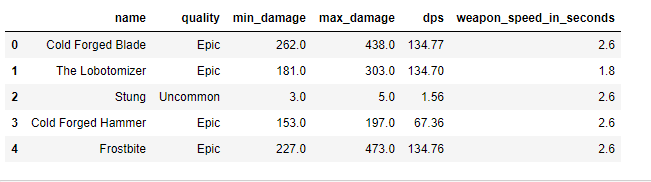 name quality min_damage max_damage dps weapon_speed_in_seconds
0 Cold Forged Blade Epic 262.0 438.0 134.77 2.6
1 The Lobotomizer Epic 181.0 303.0 134.70 1.8
2 Stung Uncommon 3.0 5.0 1.56 2.6
3 Cold Forged Hammer Epic 153.0 197.0 67.36 2.6
4 Frostbite Epic 227.0 473.0 134.76 2.6